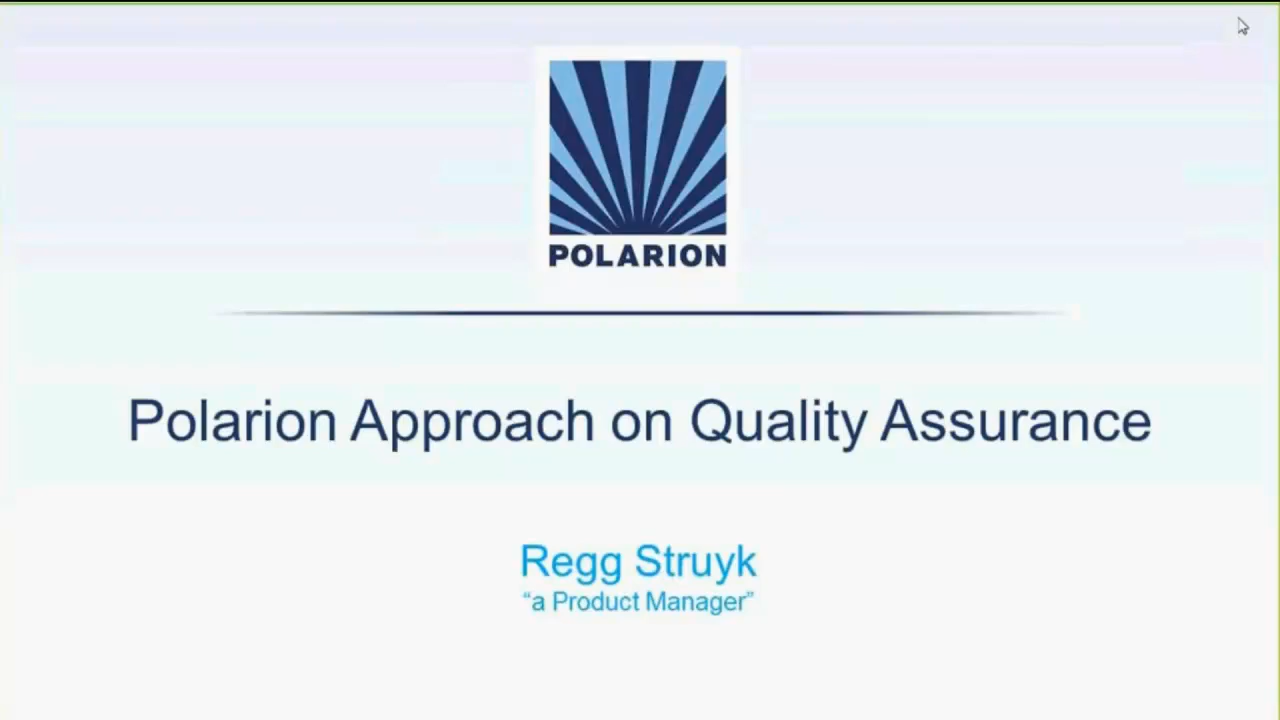 POLARION
Polarion Approach on Quality Assurance
Regg Struyk
“a Product Manager”